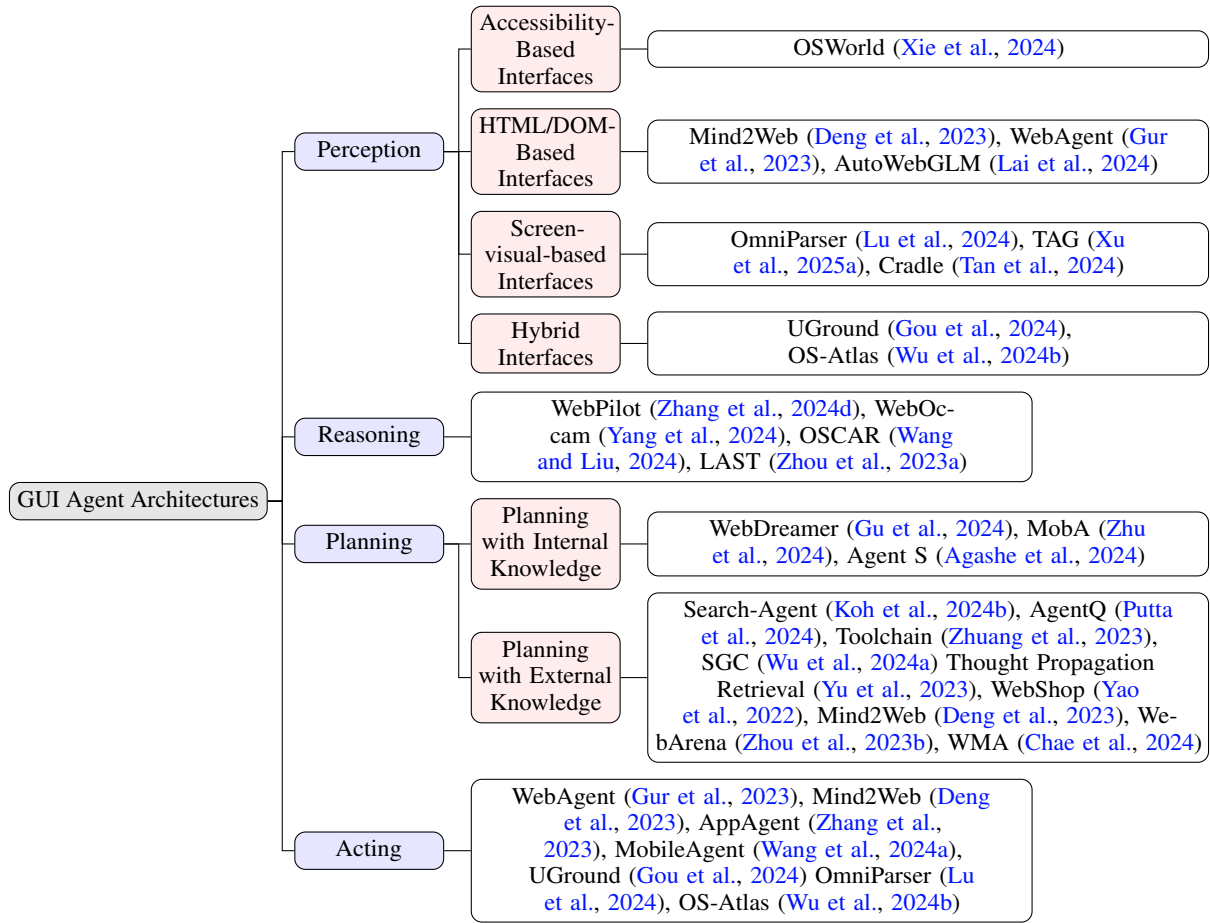 GUI Agent Architectures
Perception
Accessibility-
Based
Interfaces
OSWorld (Xie et al., 2024)
HTML/DOM-
Based
Interfaces
Mind2Web (Deng et al., 2023), WebAgent (Gur
et al., 2023), AutoWebGLM (Lai et al., 2024)
Screen-
visual-based
Interfaces
OmniParser (Lu et al., 2024), TAG (Xu
et al., 2025a), Cradle (Tan et al., 2024)
Hybrid
Interfaces
UGround (Gou et al., 2024),
OS-Atlas (Wu et al., 2024b)
Reasoning
WebPilot (Zhang et al., 2024d), WebOc-
cam (Yang et al., 2024), OSCAR (Wang
and Liu, 2024), LAST (Zhou et al., 2023a)
Planning
Planning
with Internal
Knowledge
WebDreamer (Gu et al., 2024), MobA (Zhu
et al., 2024), Agent S (Agashe et al., 2024)
Planning
with External
Knowledge
Search-Agent (Koh et al., 2024b), AgentQ (Putta
et al., 2024), Toolchain (Zhuang et al., 2023),
SGC (Wu et al., 2024a) Thought Propagation
Retrieval (Yu et al., 2023), WebShop (Yao
et al., 2022), Mind2Web (Deng et al., 2023), We-
bArena (Zhou et al., 2023b), WMA (Chae et al., 2024)
Acting
WebAgent (Gur et al., 2023), Mind2Web (Deng
et al., 2023), AppAgent (Zhang et al.,
2023), MobileAgent (Wang et al., 2024a),
UGround (Gou et al., 2024) OmniParser (Lu
et al., 2024), OS-Atlas (Wu et al., 2024b)